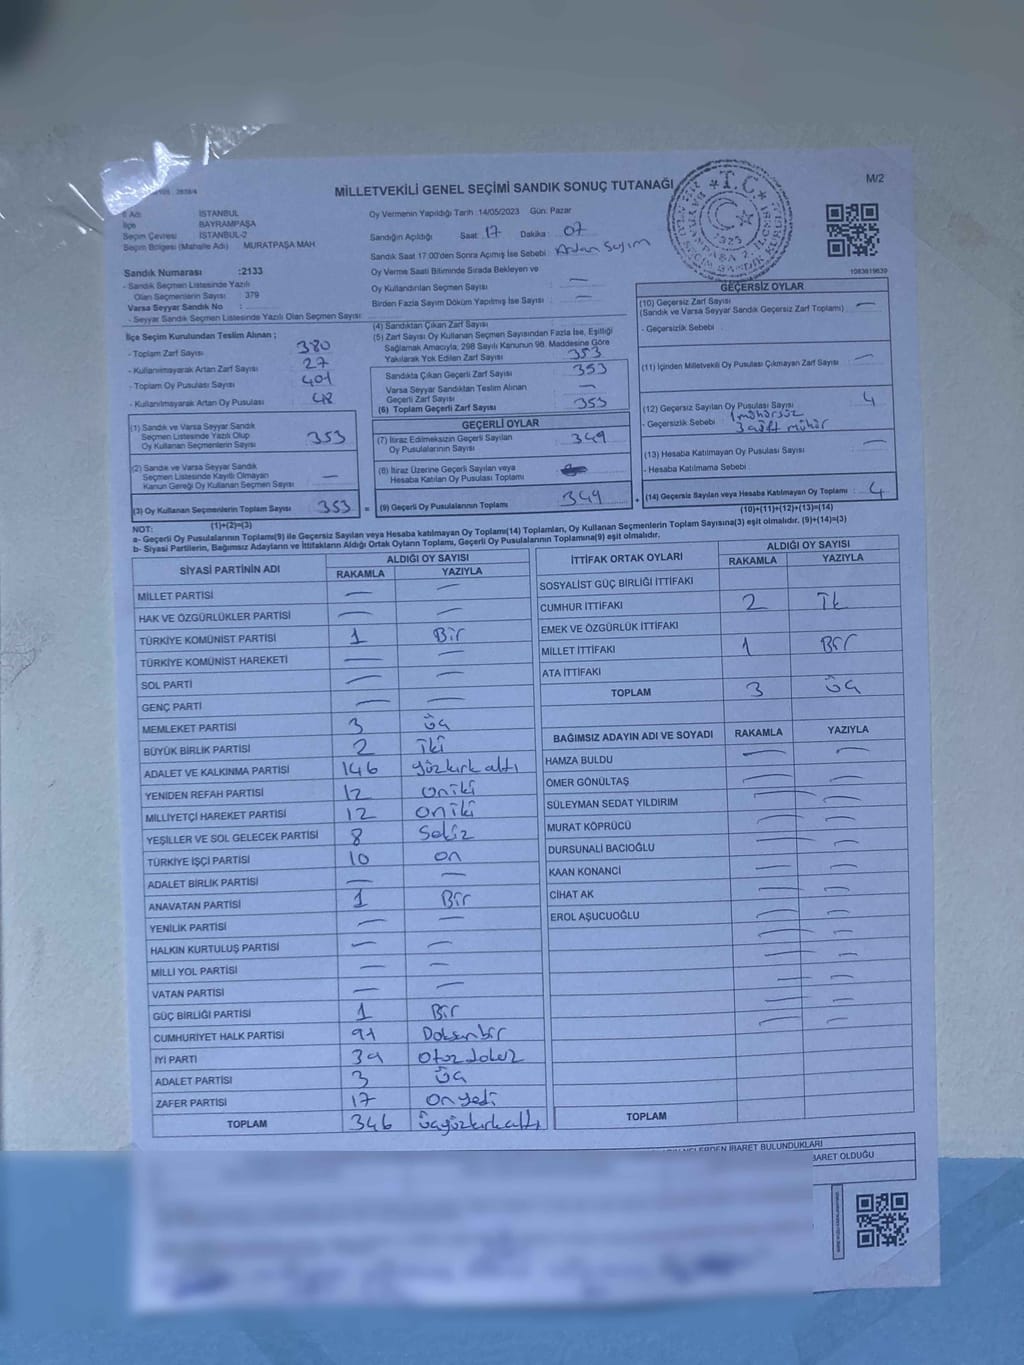 MİLLETVEKİLİ GENEL SEÇİMİ SANDIK SONUÇ TUTANAĞI
M/2
İl Adı İSTANBUL
İlçe BAYRAMPAŞA
Seçim Çevresi İSTANBUL-2
Seçim Bölgesi (Mahalle Adı) MURATPAŞA MAH.
Oy Vermenin Yapıldığı Tarih :14/05/2023 Gün: Pazar
Sandığın Açıldığı Saat 17 Dakika 07
Sandık Saat 17:00'den Sonra Açılmış İse Sebebi
Oy Verme Saati Bitiminde Sırada Bekleyen ve
Oy Kullandırılan Seçmen Sayısı : —
Birden Fazla Sayım Döküm Yapılmış İse Sayısı : —
1083619639
Sandık Numarası :2133
- Sandık Seçmen Listesinde Yazılı
Olan Seçmenlerin Sayısı: 379
Varsa Seyyar Sandık No :
- Seyyar Sandık Seçmen Listesinde Yazılı Olan Seçmen Sayısı:
İlçe Seçim Kurulundan Teslim Alınan ;
- Toplam Zarf Sayısı 380
- Kullanılmayarak Artan Zarf Sayısı 27
- Toplam Oy Pusulası Sayısı 401
- Kullanılmayarak Artan Oy Pusulası 48
(1) Sandık ve Varsa Seyyar Sandık
Seçmen Listesinde Yazılı Olup
Oy Kullanan Seçmenlerin Sayısı 353
(2) Sandık ve Varsa Seyyar Sandık
Seçmen Listesinde Kayıtlı Olmayan
Kanun Gereği Oy Kullanan Seçmen Sayısı —
(3) Oy Kullanan Seçmenlerin Toplam Sayısı 353
(1)+(2)=(3)
(4) Sandıktan Çıkan Zarf Sayısı
(5) Zarf Sayısı Oy Kullanan Seçmen Sayısından Fazla İse, Eşitliği
Sağlamak Amacıyla, 298 Sayılı Kanunun 98. Maddesine Göre
Yakılarak Yok Edilen Zarf Sayısı 353
Sandıkta Çıkan Geçerli Zarf Sayısı 353
Varsa Seyyar Sandıktan Teslim Alınan
Geçerli Zarf Sayısı —
(6) Toplam Geçerli Zarf Sayısı 353
GEÇERLİ OYLAR
(7) İtiraz Edilmeksizin Geçerli Sayılan
Oy Pusulalarının Sayısı 349
(8) İtiraz Üzerine Geçerli Sayılan veya
Hesaba Katılan Oy Pusulası Toplamı
= (9) Geçerli Oy Pusulalarının Toplamı 349
GEÇERSİZ OYLAR
(10) Geçersiz Zarf Sayısı —
(Sandık ve Varsa Seyyar Sandık Geçersiz Zarf Toplamı)
- Geçersizlik Sebebi :
(11) İçinden Milletvekili Oy Pusulası Çıkmayan Zarf Sayısı —
(12) Geçersiz Sayılan Oy Pusulası Sayısı 4
- Geçersizlik Sebebi : 1 mühürsüz
3 çift mühür
(13) Hesaba Katılmayan Oy Pusulası Sayısı —
- Hesaba Katılmama Sebebi :
+ (14) Geçersiz Sayılan veya Hesaba Katılmayan Oy Toplamı : 4
(10)+(11)+(12)+(13)=(14)
NOT:
a- Geçerli Oy Pusulalarının Toplamı(9) ile Geçersiz Sayılan veya Hesaba katılmayan Oy Toplamı(14) Toplamları, Oy Kullanan Seçmenlerin Toplam Sayısına(3) eşit olmalıdır. (9)+(14)=(3)
b- Siyasi Partilerin, Bağımsız Adayların ve İttifakların Aldığı Ortak Oyların Toplamı, Geçerli Oy Pusulalarının Toplamına(9) eşit olmalıdır.
SİYASİ PARTİNİN ADI ALDIĞI OY SAYISI
RAKAMLA YAZIYLA
MİLLET PARTİSİ — —
HAK VE ÖZGÜRLÜKLER PARTİSİ — —
TÜRKİYE KOMÜNİST PARTİSİ 1 Bir
TÜRKİYE KOMÜNİST HAREKETİ — —
SOL PARTİ — —
GENÇ PARTİ — —
MEMLEKET PARTİSİ 3 üç
BÜYÜK BİRLİK PARTİSİ 2 İki
ADALET VE KALKINMA PARTİSİ 146 yüzkırkaltı
YENİDEN REFAH PARTİSİ 12 oniki
MİLLİYETÇİ HAREKET PARTİSİ 12 oniki
YEŞİLLER VE SOL GELECEK PARTİSİ 8 Sekiz
TÜRKİYE İŞÇİ PARTİSİ 10 on
ADALET BİRLİK PARTİSİ — —
ANAVATAN PARTİSİ 1 Bir
YENİLİK PARTİSİ — —
HALKIN KURTULUŞ PARTİSİ — —
MİLLİ YOL PARTİSİ — —
VATAN PARTİSİ — —
GÜÇ BİRLİĞİ PARTİSİ 1 Bir
CUMHURİYET HALK PARTİSİ 91 Doksanbir
İYİ PARTİ 39 otuzdokuz
ADALET PARTİSİ 3 üç
ZAFER PARTİSİ 17 onyedi
TOPLAM 346 üçyüzkırkaltı
İTTİFAK ORTAK OYLARI ALDIĞI OY SAYISI
RAKAMLA YAZIYLA
SOSYALİST GÜÇ BİRLİĞİ İTTİFAKI
CUMHUR İTTİFAKI 2 İki
EMEK VE ÖZGÜRLÜK İTTİFAKI
MİLLET İTTİFAKI 1 Bir
ATA İTTİFAKI
TOPLAM 3 üç
BAĞIMSIZ ADAYIN ADI VE SOYADI RAKAMLA YAZIYLA
HAMZA BULDU — —
ÖMER GÖNÜLTAŞ — —
SÜLEYMAN SEDAT YILDIRIM — —
MURAT KÖPRÜCÜ — —
DURSUNALİ BACIOĞLU — —
KAAN KONANCİ — —
CİHAT AK — —
EROL AŞUCUOĞLU — —
TOPLAM
İBARET BULUNDUKLARI
İBARET OLDUĞU